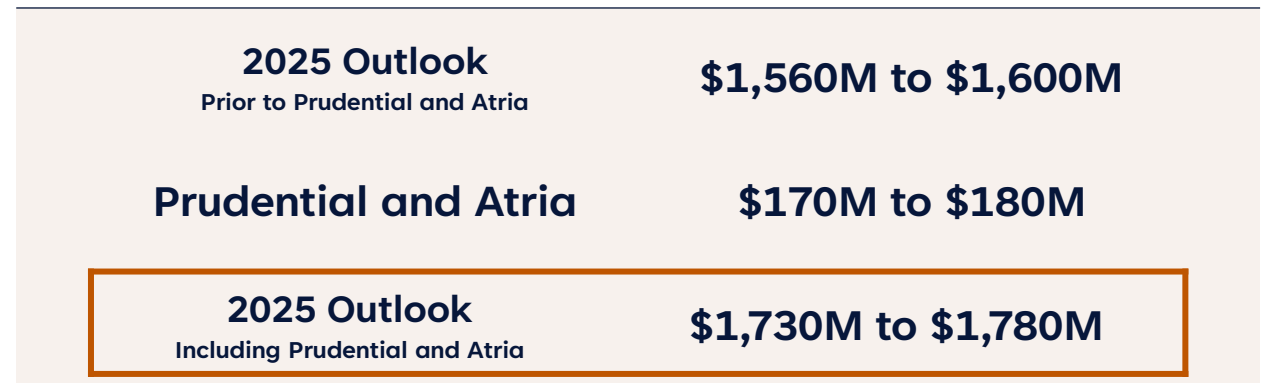 2025 Outlook
Prior to Prudential and Atria
$1,560M to $1,600M
Prudential and Atria
$170M to $180M
2025 Outlook
Including Prudential and Atria
$1,730M to $1,780M